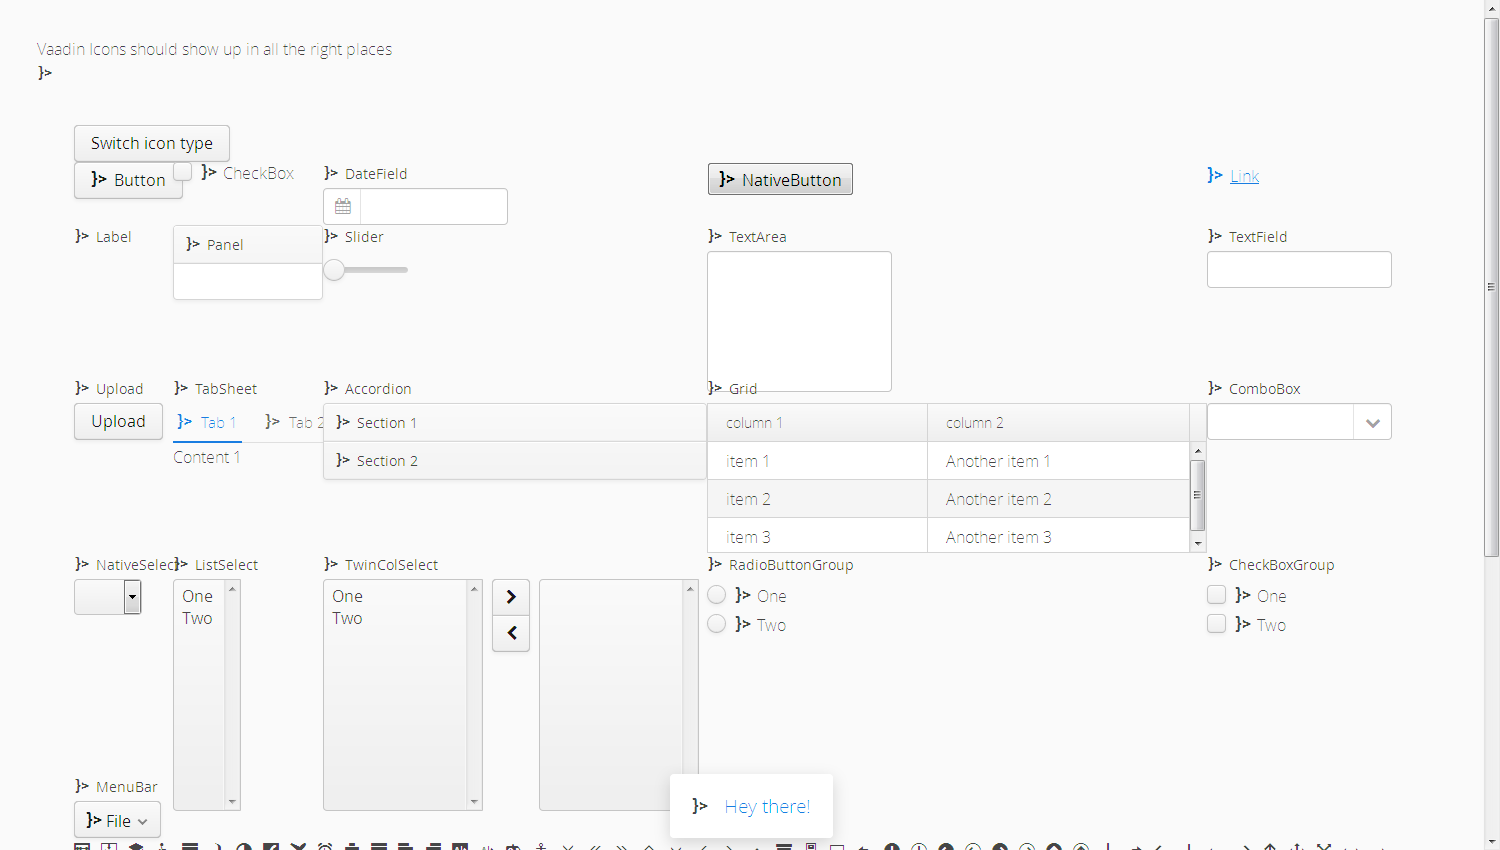 Vaadin Icons should show up in all the right places
Switch icon type
Button
CheckBox
DateField
NativeButton
Link
Label
Panel
Slider
TextArea
TextField
Upload
TabSheet
Accordion
Grid
ComboBox
Upload
Tab 1
Tab 2
Section 1
column 1
column 2
Content 1
Section 2
item 1
Another item 1
item 2
Another item 2
item 3
Another item 3
NativeSelec
ListSelect
TwinColSelect
RadioButtonGroup
CheckBoxGroup
One
Two
One
Two
One
Two
One
Two
MenuBar
File
Hey there!